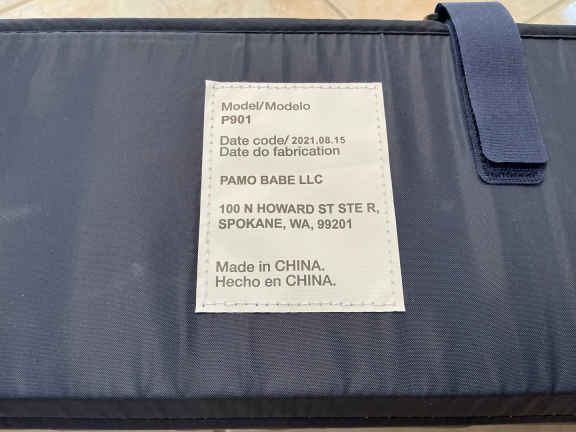 Model/Modelo
P901
Date code/ 2021.08.15
Date do fabrication
PAMO BABE LLC
100 N HOWARD ST STE R,
SPOKANE, WA, 99201
Made in CHINA.
Hecho en CHINA.